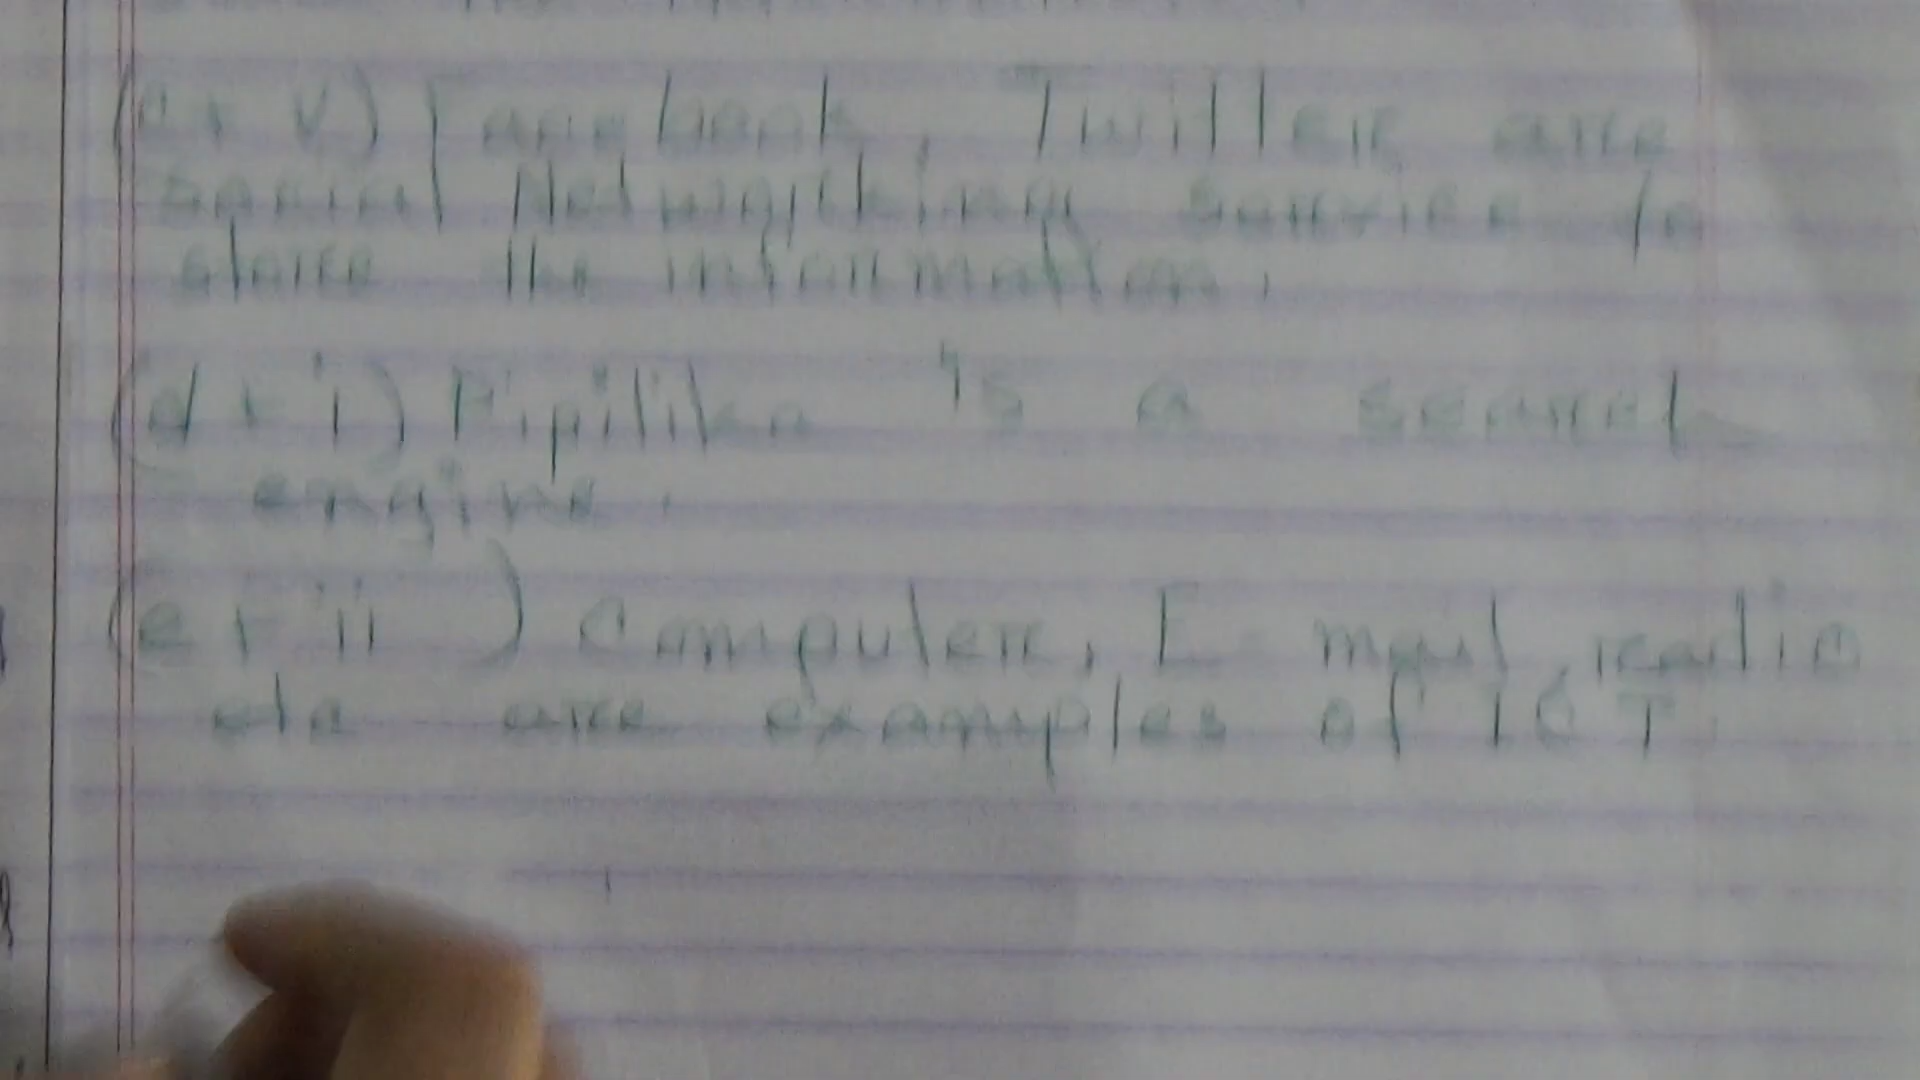 (c + v) Facebook, Twitter are
social Networking service to
share the information.
(d + i) Pipilika is a search
engine.
(e + ii) Computer, E-mail, radio
etc are examples of ICT.